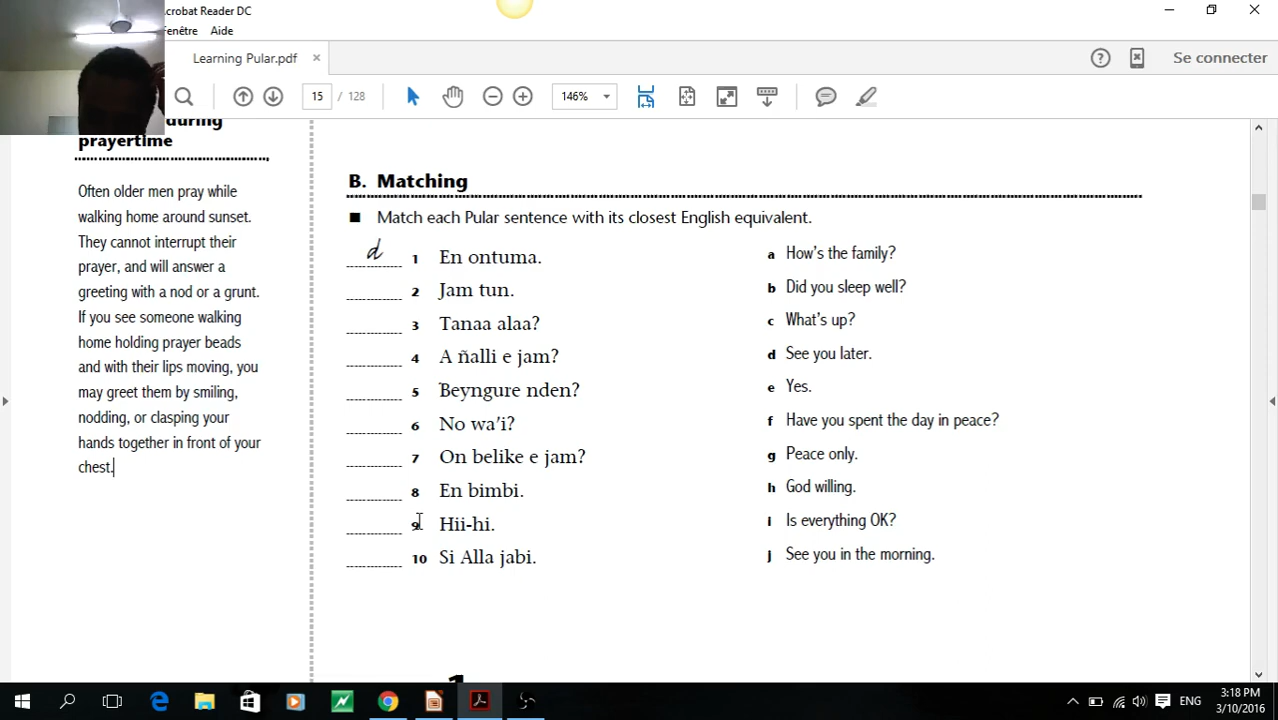 Acrobat Reader DC
Fenêtre Aide
Learning Pular.pdf ×
? Se connecter
15 / 128 146%
during
prayertime
Often older men pray while
walking home around sunset.
They cannot interrupt their
prayer, and will answer a
greeting with a nod or a grunt.
If you see someone walking
home holding prayer beads
and with their lips moving, you
may greet them by smiling,
nodding, or clasping your
hands together in front of your
chest.
B. Matching
■ Match each Pular sentence with its closest English equivalent.
d 1 En ontuma.
2 Jam tun.
3 Tanaa alaa?
4 A ñalli e jam?
5 Ɓeyngure nden?
6 No wa'i?
7 On belike e jam?
8 En bimbi.
9 Hii-hi.
10 Si Alla jabi.
a How's the family?
b Did you sleep well?
c What's up?
d See you later.
e Yes.
f Have you spent the day in peace?
g Peace only.
h God willing.
i Is everything OK?
j See you in the morning.
ENG
3:18 PM
3/10/2016